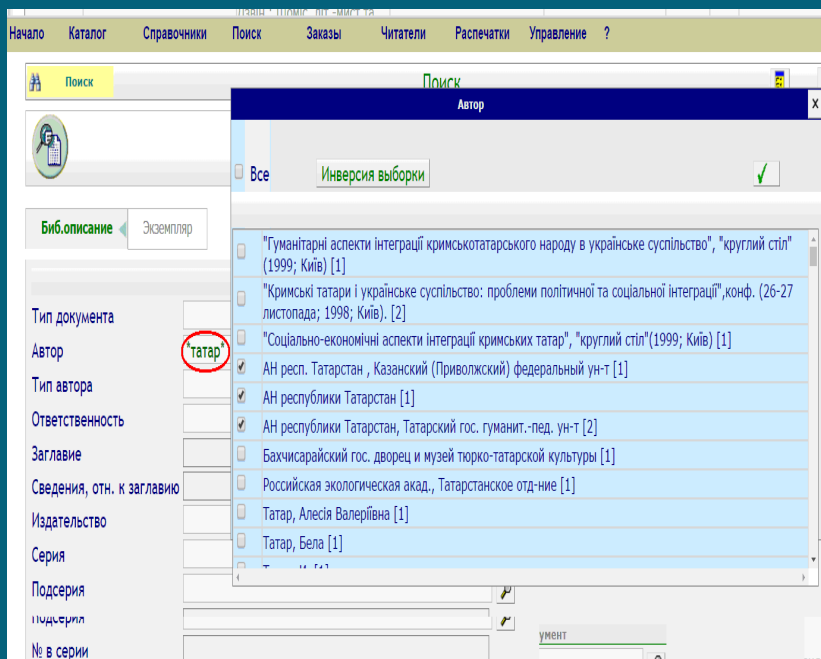 Начало Каталог Справочники Поиск Заказы Читатели Распечатки Управление ?
Поиск
Поиск
Автор
X
Все
Инверсия выборки
Биб.описание
Экземпляр
"Гуманітарні аспекти інтеграції кримськотатарського народу в українське суспільство", "круглий стіл"
(1999; Київ) [1]
"Кримські татари і українське суспільство: проблеми політичної та соціальної інтеграції",конф. (26-27
листопада; 1998; Київ). [2]
"Соціально-економічні аспекти інтеграції кримських татар", "круглий стіл"(1999; Київ) [1]
АН респ. Татарстан , Казанский (Приволжский) федеральный ун-т [1]
АН республики Татарстан [1]
АН республики Татарстан, Татарский гос. гуманит.-пед. ун-т [2]
Бахчисарайский гос. дворец и музей тюрко-татарской культуры [1]
Российская экологическая акад., Татарстанское отд-ние [1]
Татар, Алесія Валеріївна [1]
Татар, Бела [1]
Тип документа
Автор *татар*
Тип автора
Ответственность
Заглавие
Сведения, отн. к заглавию
Издательство
Серия
Подсерия
Подсерия
№ в серии
умент